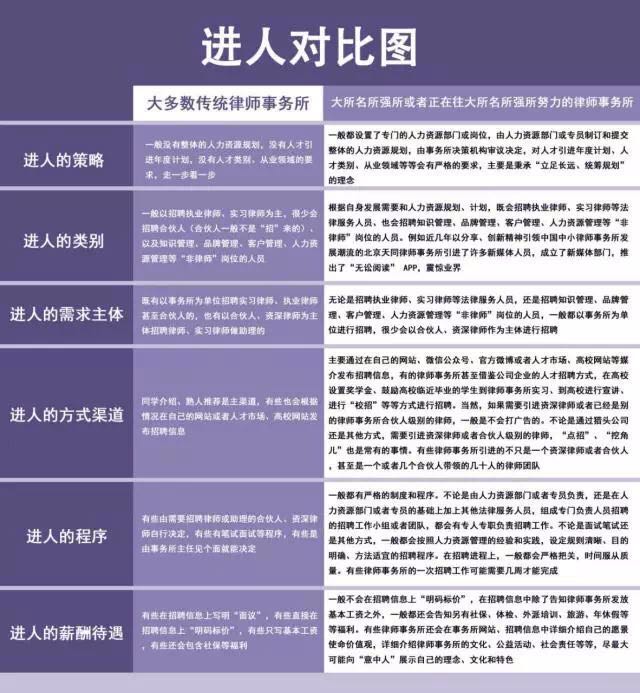 进人对比图
大多数传统律师事务所
大所名所强所或者正在往大所名所强所努力的律师事务所
进人的策略
一般没有整体的人力资源规划，没有人才引
进年度计划，没有人才类别、从业领域的要
求，走一步看一步
一般都设置了专门的人力资源部门或岗位，由人力资源部门或专员制订和提交
整体的人力资源规划，由事务所决策机构审议决定，对人才引进年度计划、人
才类别、从业领域等等会有严格的要求，主要是秉承“立足长远、统筹规划”
的理念
进人的类别
一般以招聘执业律师、实习律师为主，很少会
招聘合伙人（合伙人一般不是“招”来的）、
以及知识管理、品牌管理、客户管理、人力资
源管理等“非律师”岗位的人员
根据自身发展需要和人力资源规划、计划，既会招聘执业律师、实习律师等法
律服务人员、也会招聘知识管理、品牌管理、客户管理、人力资源管理等“非
律师”岗位的人员。例如近几年以分享、创新精神引领中国中小律师事务所发
展潮流的北京天同律师事务所引进了许多新媒体人员，成立了新媒体部门，推
出了“无讼阅读” APP，震惊业界
进人的需求主体
既有以事务所为单位招聘实习律师、执业律师
甚至合伙人的，也有以合伙人、资深律师为主
体招聘律师、实习律师做助理的
无论是招聘执业律师、实习律师等法律服务人员，还是招聘知识管理、品牌管
理、客户管理、人力资源管理等“非律师”岗位的人员，一般都以事务所为单
位进行招聘，很少会以合伙人、资深律师作为主体进行招聘
进人的方式渠道
同学介绍、熟人推荐是主渠道，有些也会根据
情况在自己的网站或者人才市场、高校网站发
布招聘信息
主要通过在自己的网站、微信公众号、官方微博或者人才市场、高校网站等媒
介发布招聘信息，有的律师事务所甚至借鉴公司企业的人才招聘方式，在高校
设置奖学金、鼓励高校临近毕业的学生到律师事务所实习、到高校进行宣讲、
进行“校招”等等方式进行招聘。当然，如果需要引进资深律师或者已经是别
的律师事务所合伙人级别的律师，一般是不会打广告的。不论是通过猎头公司
还是其他方式，需要引进资深律师或者合伙人级别的律师，“点招”、“挖角
儿”也是常有的事情。有些律师事务所引进的不只是一个资深律师或者合伙人
，甚至是一个或者几个合伙人带领的几十人的律师团队
进人的程序
有些由需要招聘律师或助理的合伙人、资深律
师自行决定，有些有笔试面试等程序，有些是
由事务所主任见个面就能决定
一般都有严格的制度和程序。不论是由人力资源部门或者专员负责，还是在人
力资源部门或者专员的基础上加上其他法律服务人员，组成专门负责人员招聘
的招聘工作小组或者团队，都会有专人专职负责招聘工作。不论是面试笔试还
是其他方式，一般都会按照人力资源管理的经验和实践，设定规则清晰、目的
明确、方法适宜的招聘程序。在招聘进程上，一般都会严格把关，时间服从质
量。有些律师事务所的一次招聘工作可能需要几周才能完成
进人的薪酬待遇
有些在招聘信息上写明“面议”，有些直接在
招聘信息上“明码标价”，有些只写基本工资
，有些还会包含社保等福利
一般不会在招聘信息上“明码标价”，在招聘信息中除了告知律师事务所发放
基本工资之外，一般都还会告知另有社保、体检、外派培训、旅游、年休假等
等福利。有些律师事务所还会在事务所网站、招聘信息中详细介绍自己的愿景
使命价值观，详细介绍律师事务所的文化、公益活动、社会责任等等，尽最大
可能向“意中人”展示自己的理念、文化和特色